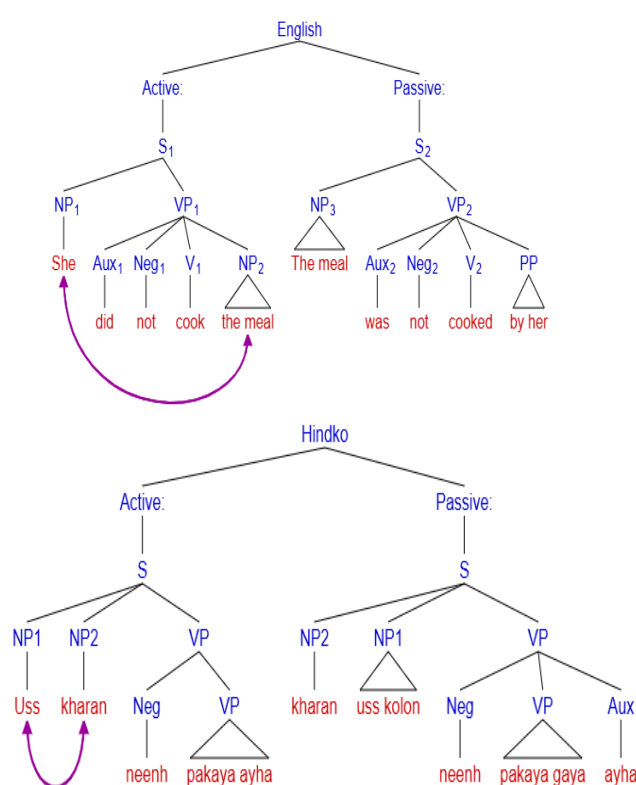 English
Active: Passive:
S₁ S₂
NP₁ VP₁ NP₃ VP₂
She Aux₁ Neg₁ V₁ NP₂ The meal Aux₂ Neg₂ V₂ PP
did not cook the meal was not cooked by her
Hindko
Active: Passive:
S S
NP1 NP2 VP NP2 NP1 VP
Uss kharan Neg VP kharan uss kolon Neg VP Aux
neenh pakaya ayha neenh pakaya gaya ayha